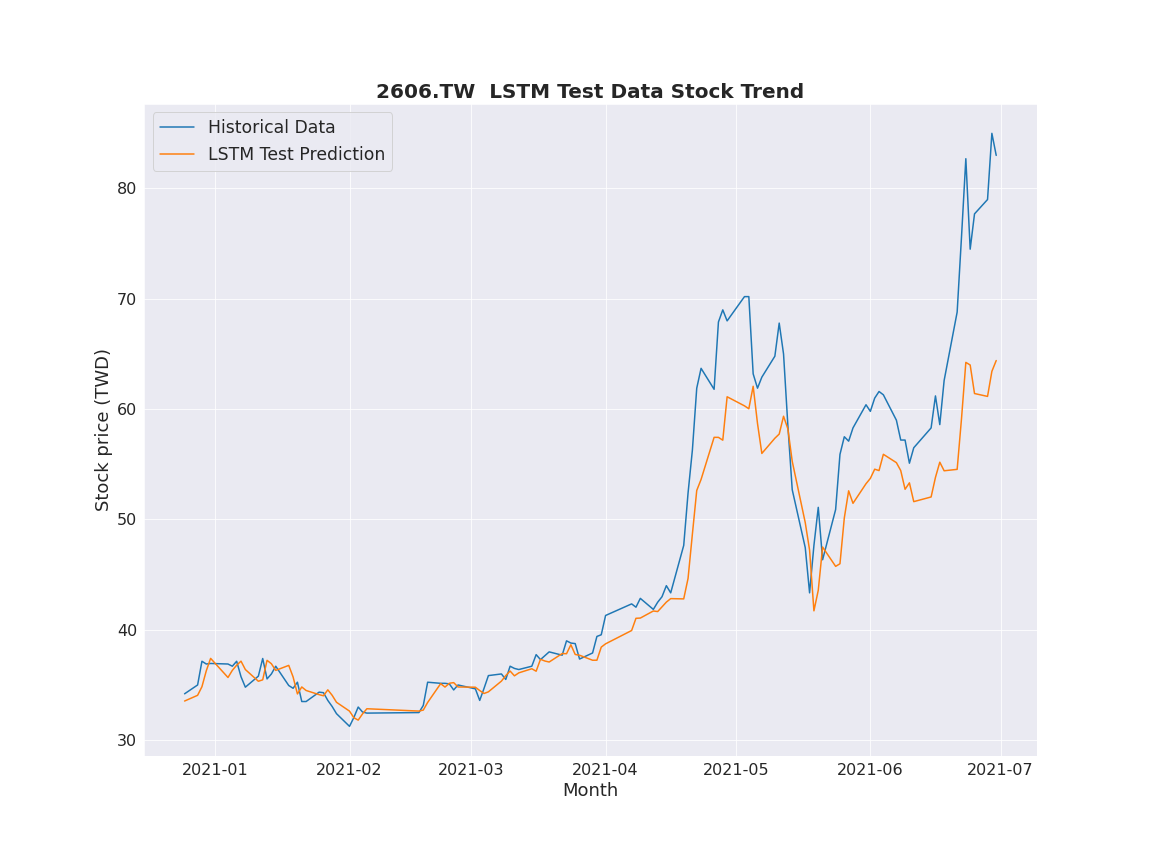 2606.TW  LSTM Test Data Stock Trend
Historical Data
LSTM Test Prediction
Stock price (TWD)
80
70
60
50
40
30
2021-01 2021-02 2021-03 2021-04 2021-05 2021-06 2021-07
Month